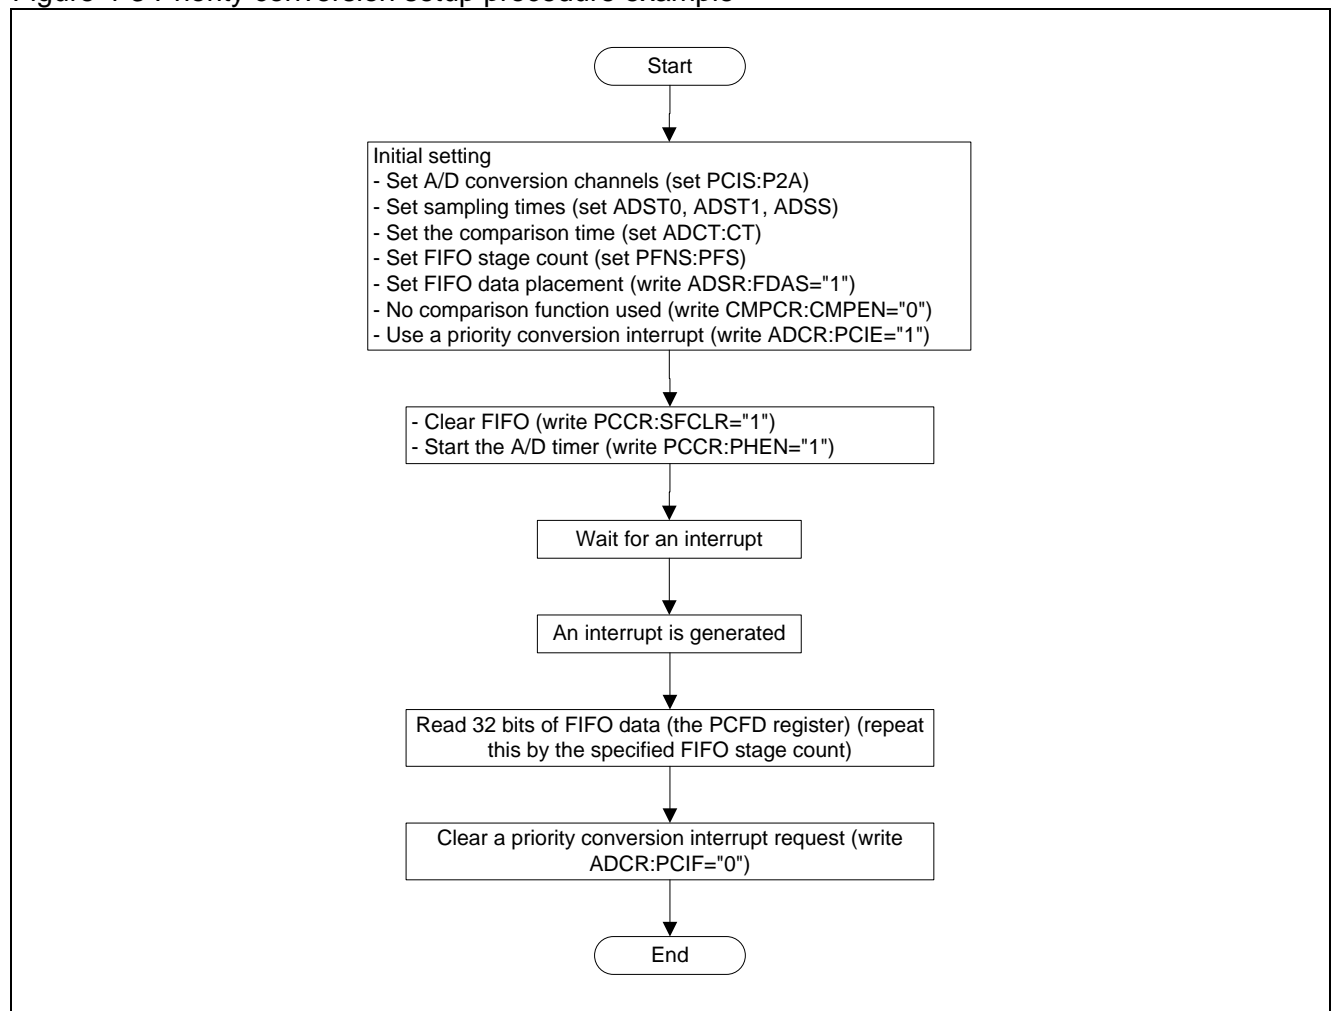 Start
Initial setting
- Set A/D conversion channels (set PCIS:P2A)
- Set sampling times (set ADST0, ADST1, ADSS)
- Set the comparison time (set ADCT:CT)
- Set FIFO stage count (set PFNS:PFS)
- Set FIFO data placement (write ADSR:FDAS="1")
- No comparison function used (write CMPCR:CMPEN="0")
- Use a priority conversion interrupt (write ADCR:PCIE="1")
- Clear FIFO (write PCCR:SFCLR="1")
- Start the A/D timer (write PCCR:PHEN="1")
Wait for an interrupt
An interrupt is generated
Read 32 bits of FIFO data (the PCFD register) (repeat
this by the specified FIFO stage count)
Clear a priority conversion interrupt request (write
ADCR:PCIF="0")
End